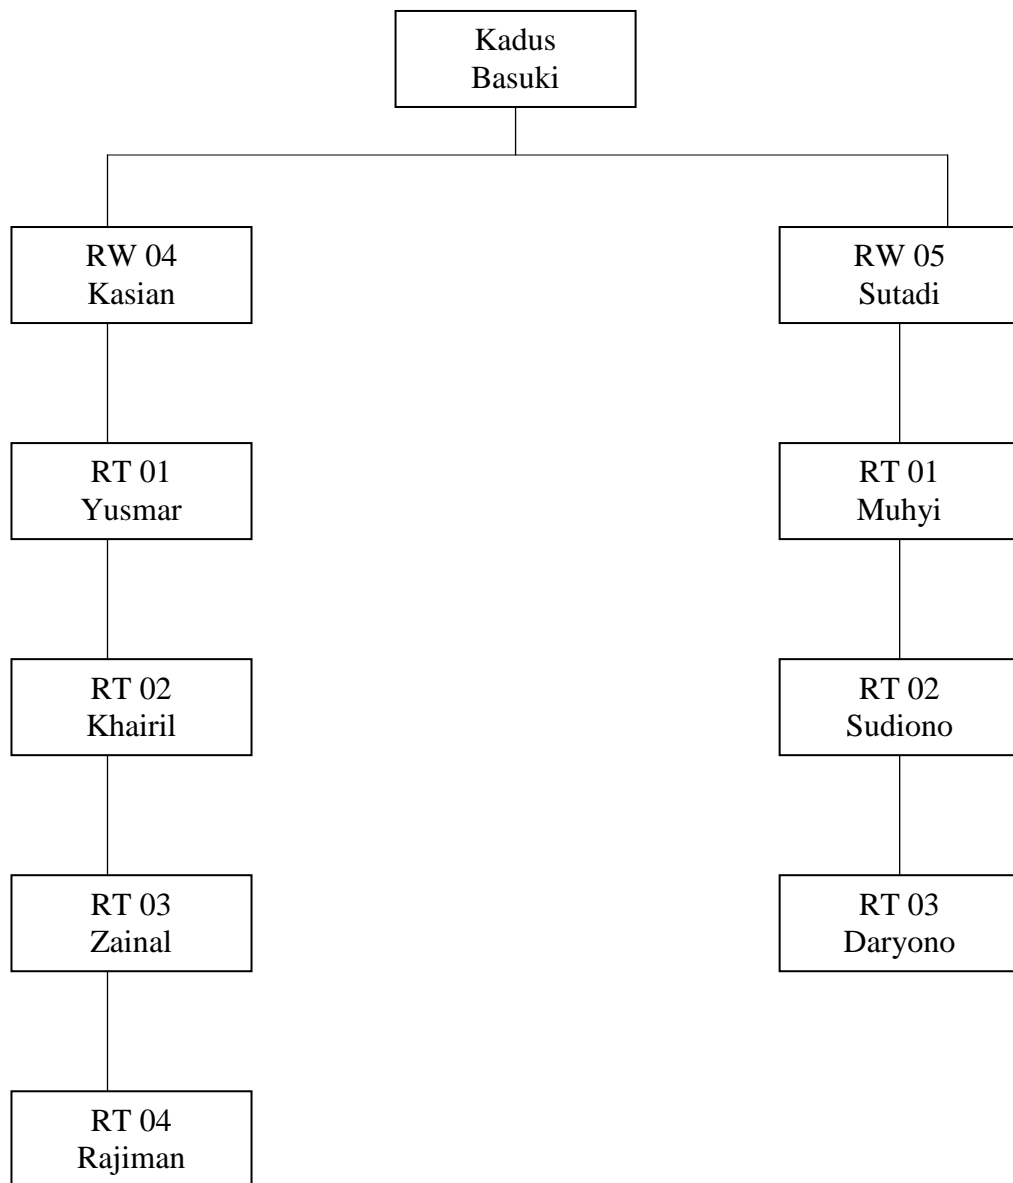 Kadus
Basuki
RW 04
Kasian
RW 05
Sutadi
RT 01
Yusmar
RT 01
Muhyi
RT 02
Khairil
RT 02
Sudiono
RT 03
Zainal
RT 03
Daryono
RT 04
Rajiman